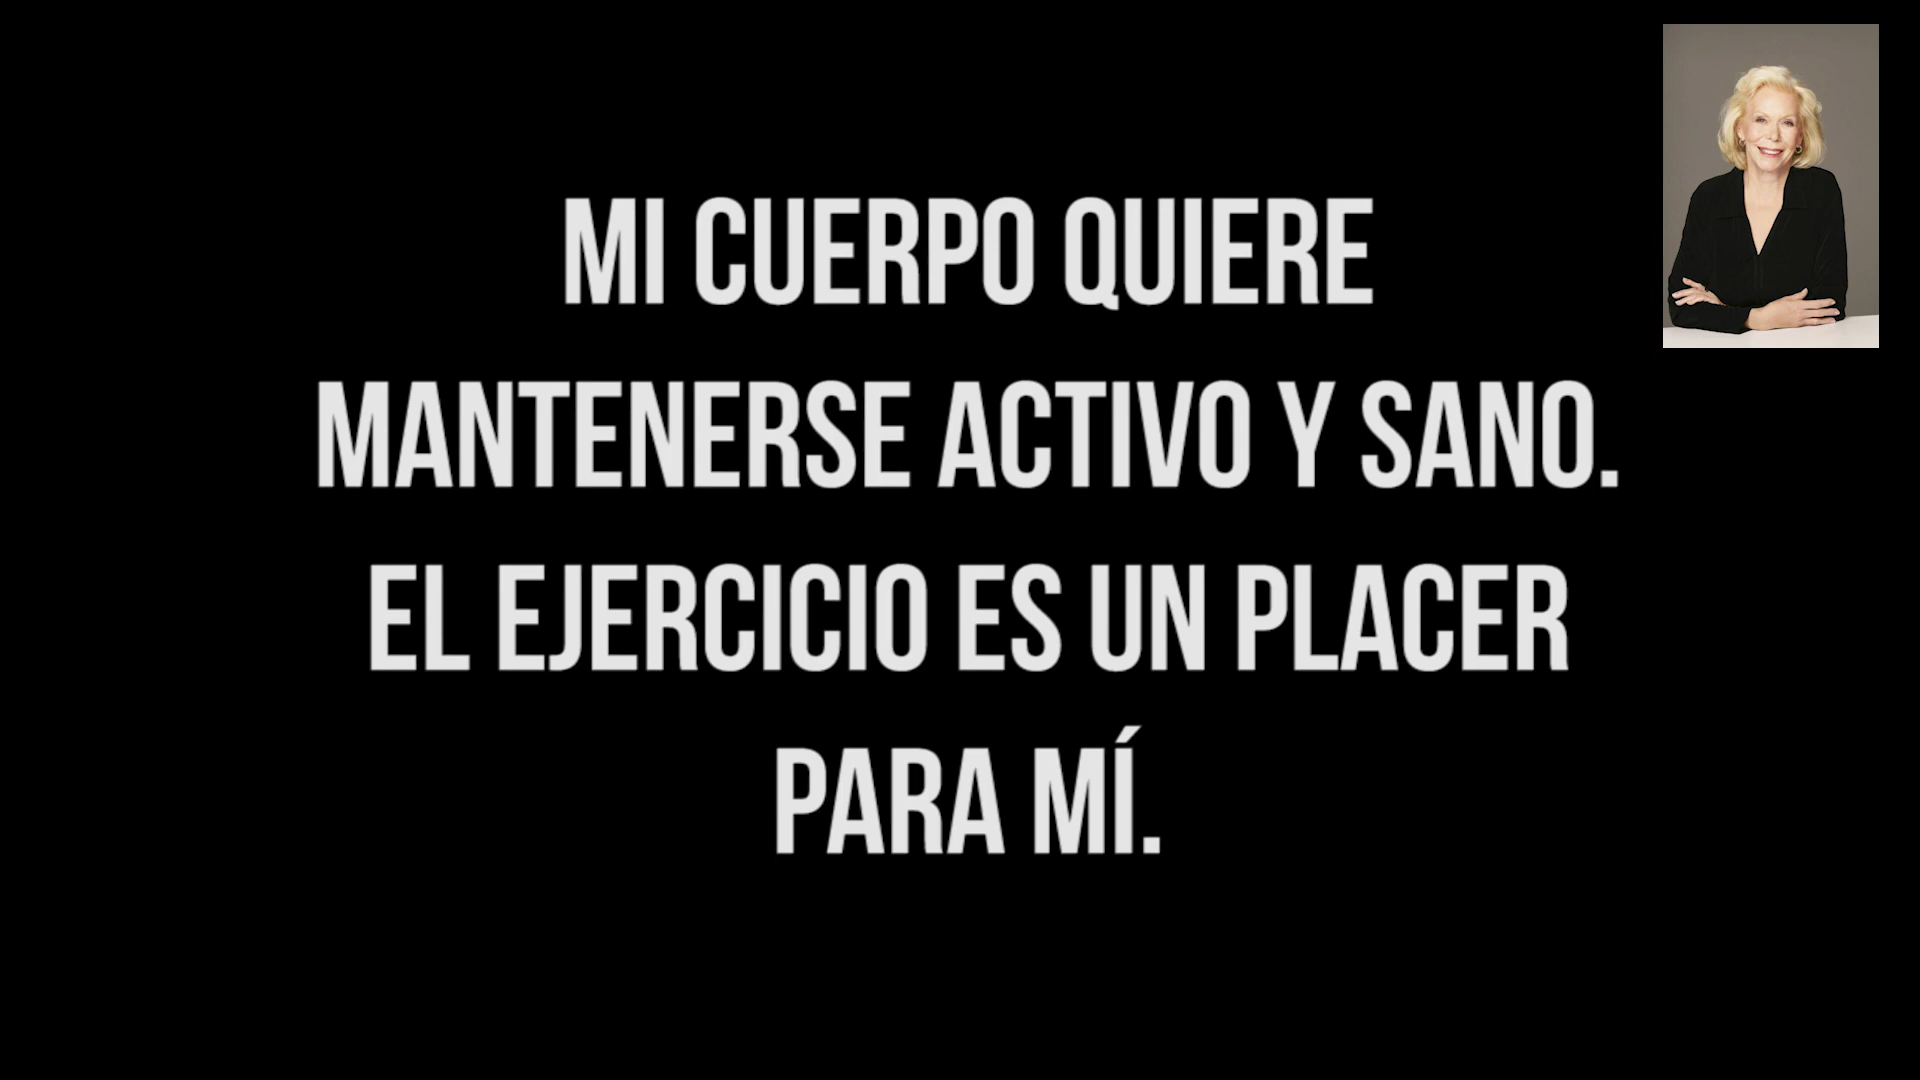 MI CUERPO QUIERE
MANTENERSE ACTIVO Y SANO.
EL EJERCICIO ES UN PLACER
PARA MÍ.